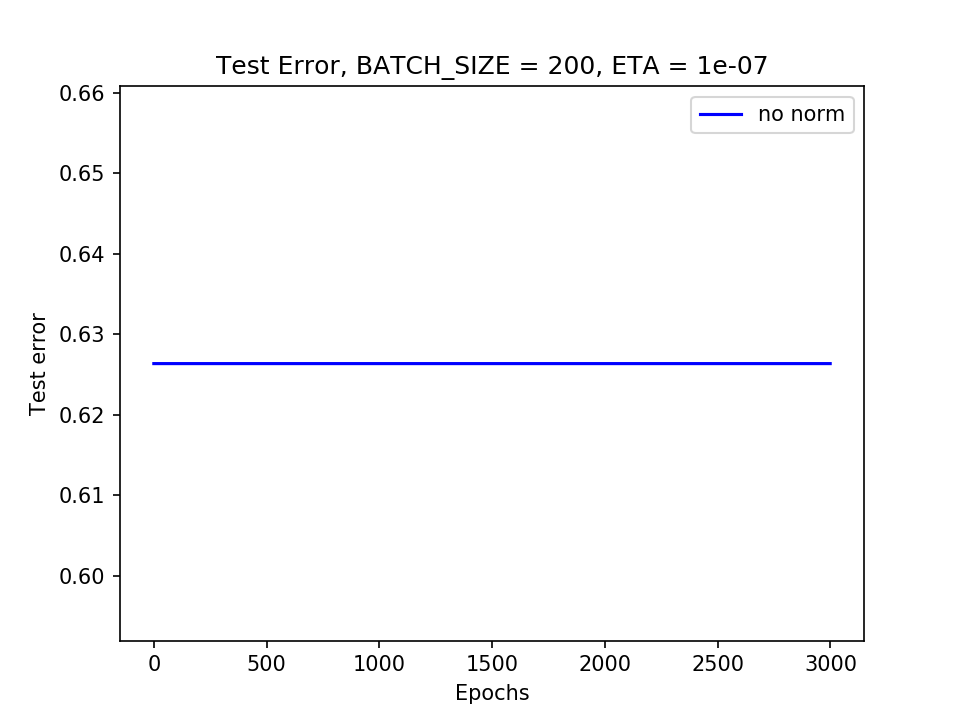 Test Error, BATCH_SIZE = 200, ETA = 1e-07
no norm
0.66
0.65
0.64
0.63
0.62
0.61
0.60
Test error
0 500 1000 1500 2000 2500 3000
Epochs